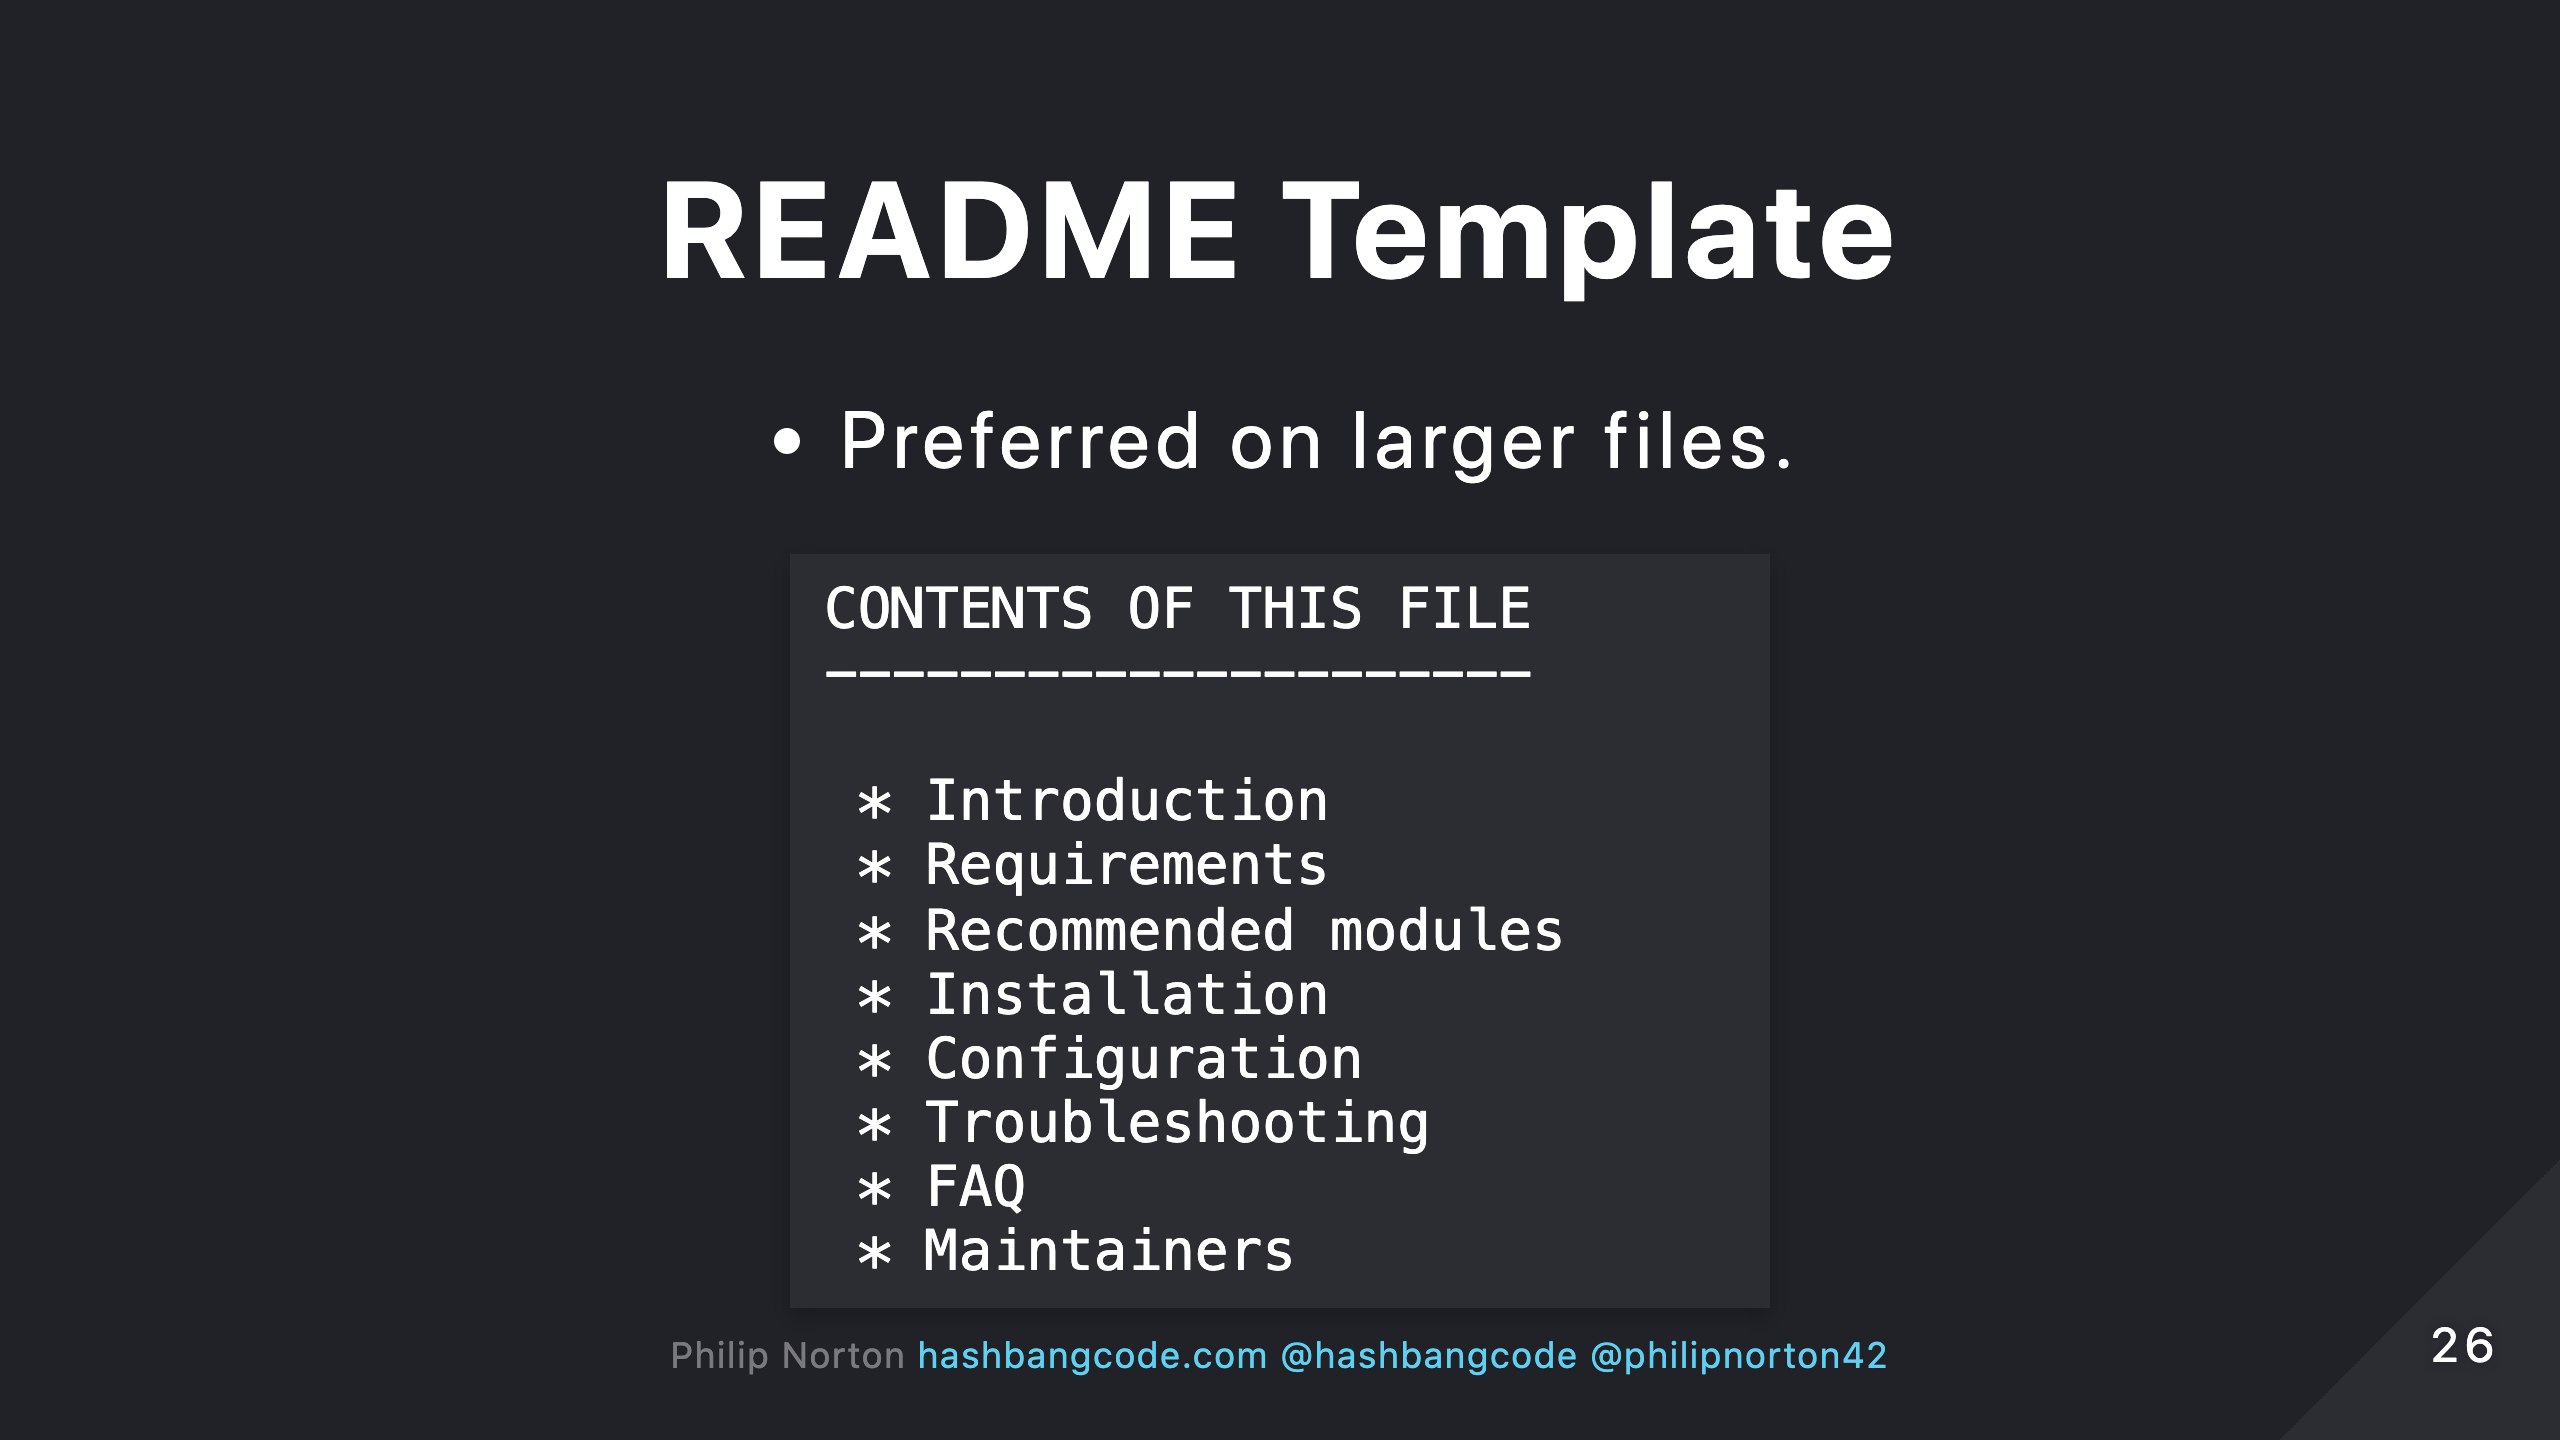 README Template
• Preferred on larger files.
CONTENTS OF THIS FILE
---------------------
* Introduction
* Requirements
* Recommended modules
* Installation
* Configuration
* Troubleshooting
* FAQ
* Maintainers
Philip Norton hashbangcode.com @hashbangcode @philipnorton42
26